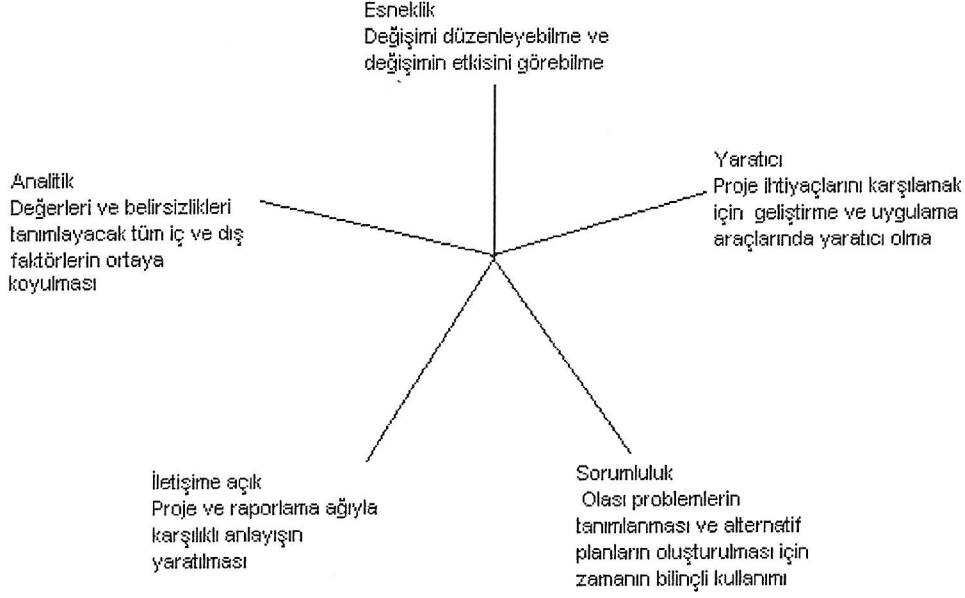 Esneklik
Değişimi düzenleyebilme ve
değişimin etkisini görebilme
Analitik
Değerleri ve belirsizlikleri
tanımlayacak tüm iç ve dış
faktörlerin ortaya
koyulması
Yaratıcı
Proje ihtiyaçlarını karşılamak
için geliştirme ve uygulama
araçlarında yaratıcı olma
İletişime açık
Proje ve raporlama ağıyla
karşılıklı anlayışın
yaratılması
Sorumluluk
Olası problemlerin
tanımlanması ve alternatif
planların oluşturulması için
zamanın bilinçli kullanımı